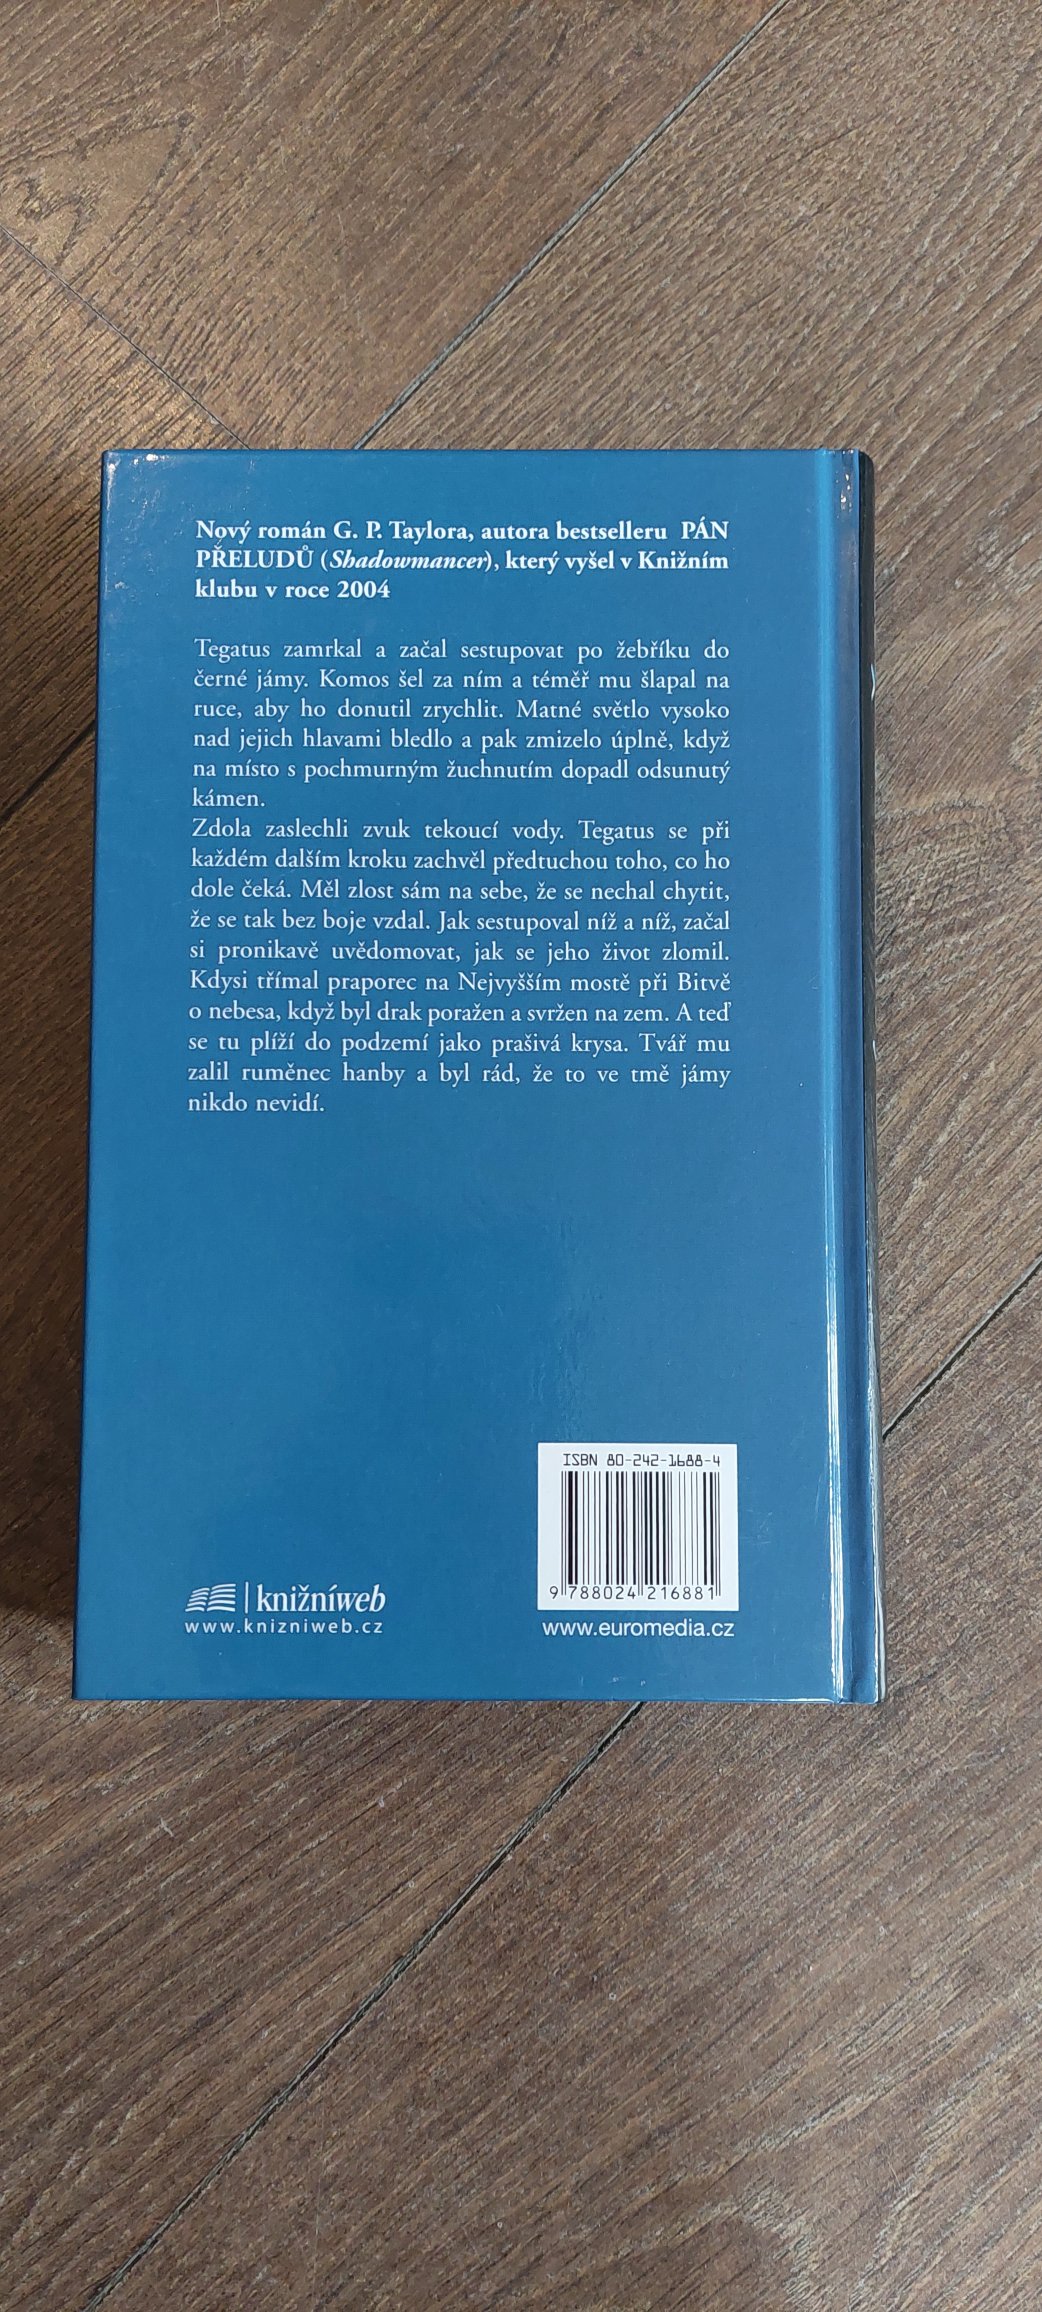 Nový román G. P. Taylora, autora bestselleru PÁN
PŘELUDŮ (Shadowmancer), který vyšel v Knižním
klubu v roce 2004
Tegatus zamrkal a začal sestupovat po žebříku do
černé jámy. Komos šel za ním a téměř mu šlapal na
ruce, aby ho donutil zrychlit. Matné světlo vysoko
nad jejich hlavami bledlo a pak zmizelo úplně, když
na místo s pochmurným žuchnutím dopadl odsunutý
kámen.
Zdola zaslechli zvuk tekoucí vody. Tegatus se při
každém dalším kroku zachvěl předtuchou toho, co ho
dole čeká. Měl zlost sám na sebe, že se nechal chytit,
že se tak bez boje vzdal. Jak sestupoval níž a níž, začal
si pronikavě uvědomovat, jak se jeho život zlomil.
Kdysi třímal praporec na Nejvyšším mostě při Bitvě
o nebesa, když byl drak poražen a svržen na zem. A teď
se tu plíží do podzemí jako prašivá krysa. Tvář mu
zalil ruměnec hanby a byl rád, že to ve tmě jámy
nikdo nevidí.
ISBN 80-242-1688-4
9 788024 216881
knižníweb
www.knizniweb.cz
www.euromedia.cz